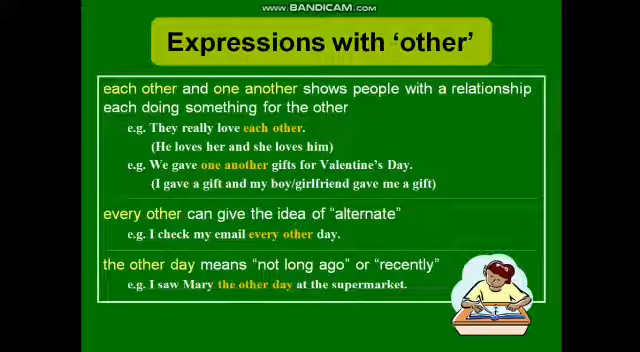 WWW.BANDICAM.COM
Expressions with ‘other’
each other and one another shows people with a relationship
each doing something for the other
e.g. They really love each other.
(He loves her and she loves him)
e.g. We gave one another gifts for Valentine’s Day.
(I gave a gift and my boy/girlfriend gave me a gift)
every other can give the idea of “alternate”
e.g. I check my email every other day.
the other day means “not long ago” or “recently”
e.g. I saw Mary the other day at the supermarket.